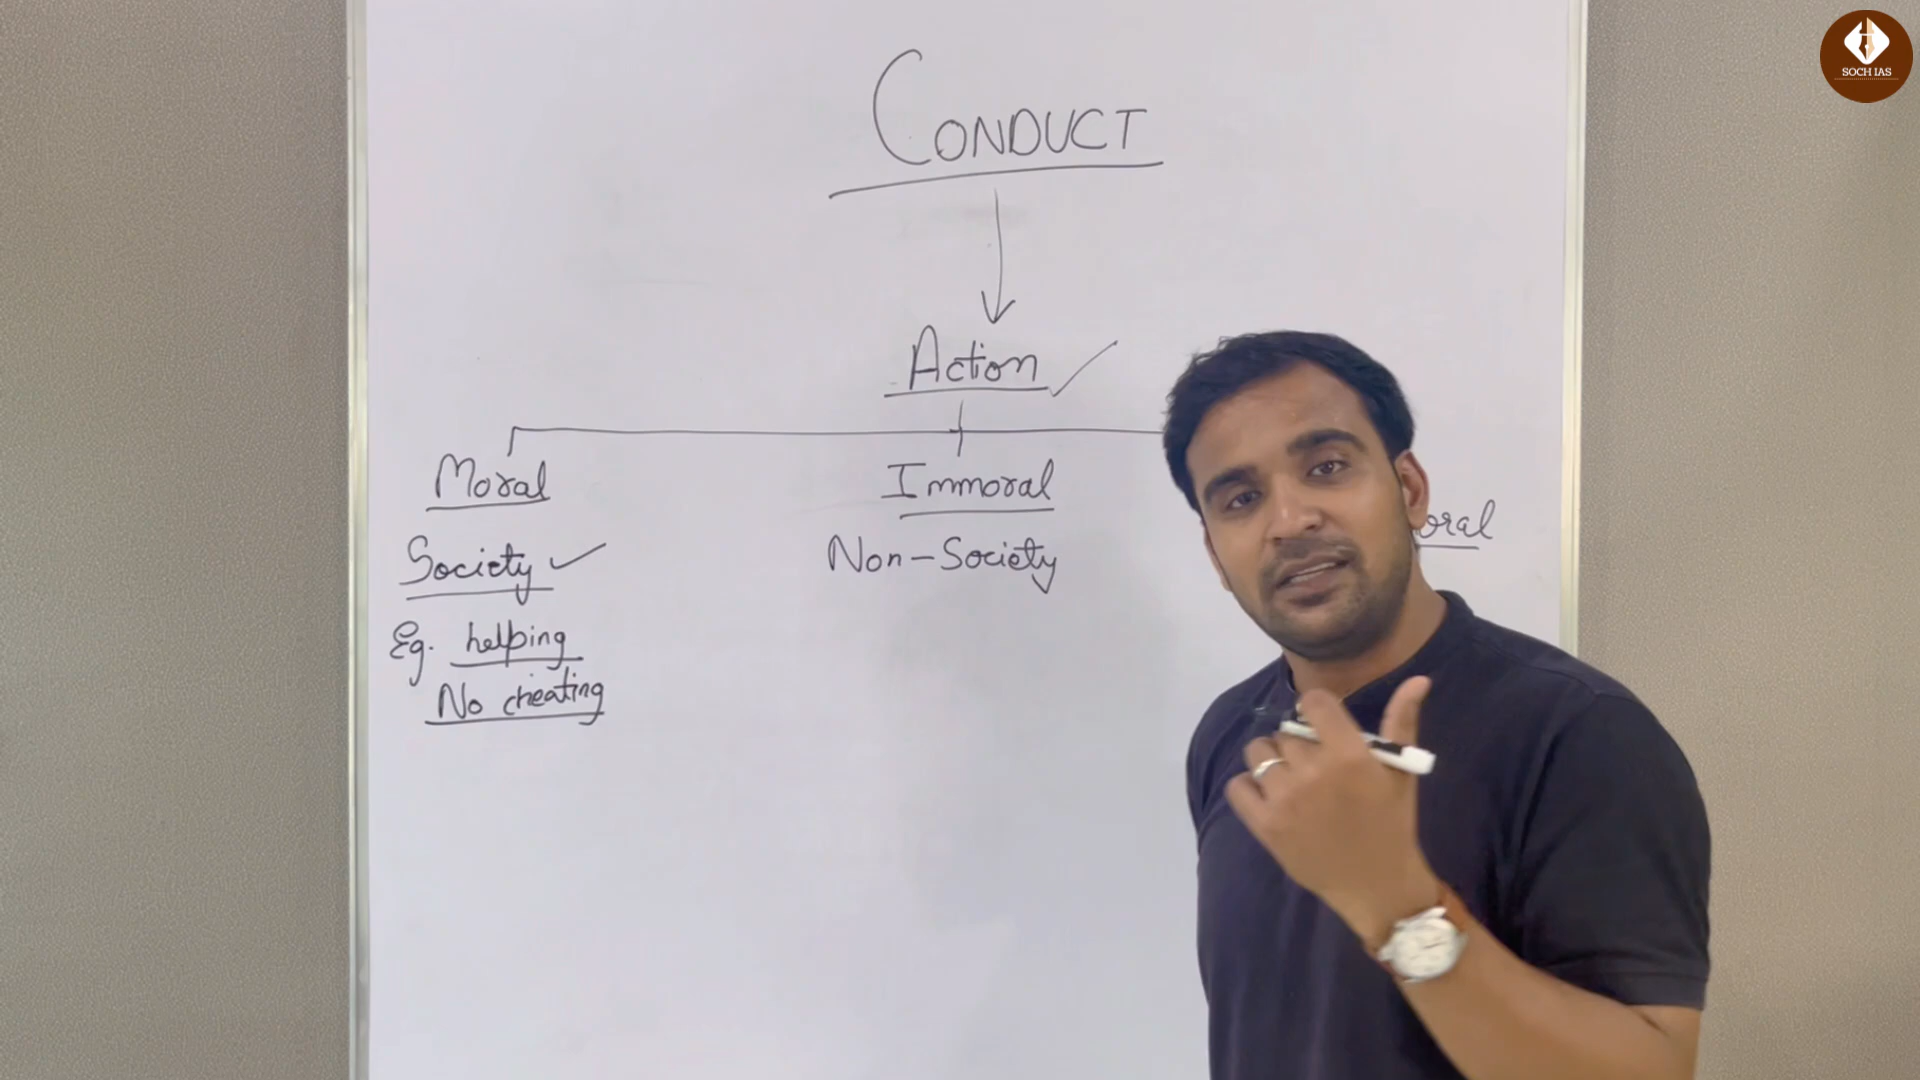 SOCH IAS
CONDUCT
Action
Moral
Immoral
Society
Non-Society
Eg. helping
No cheating